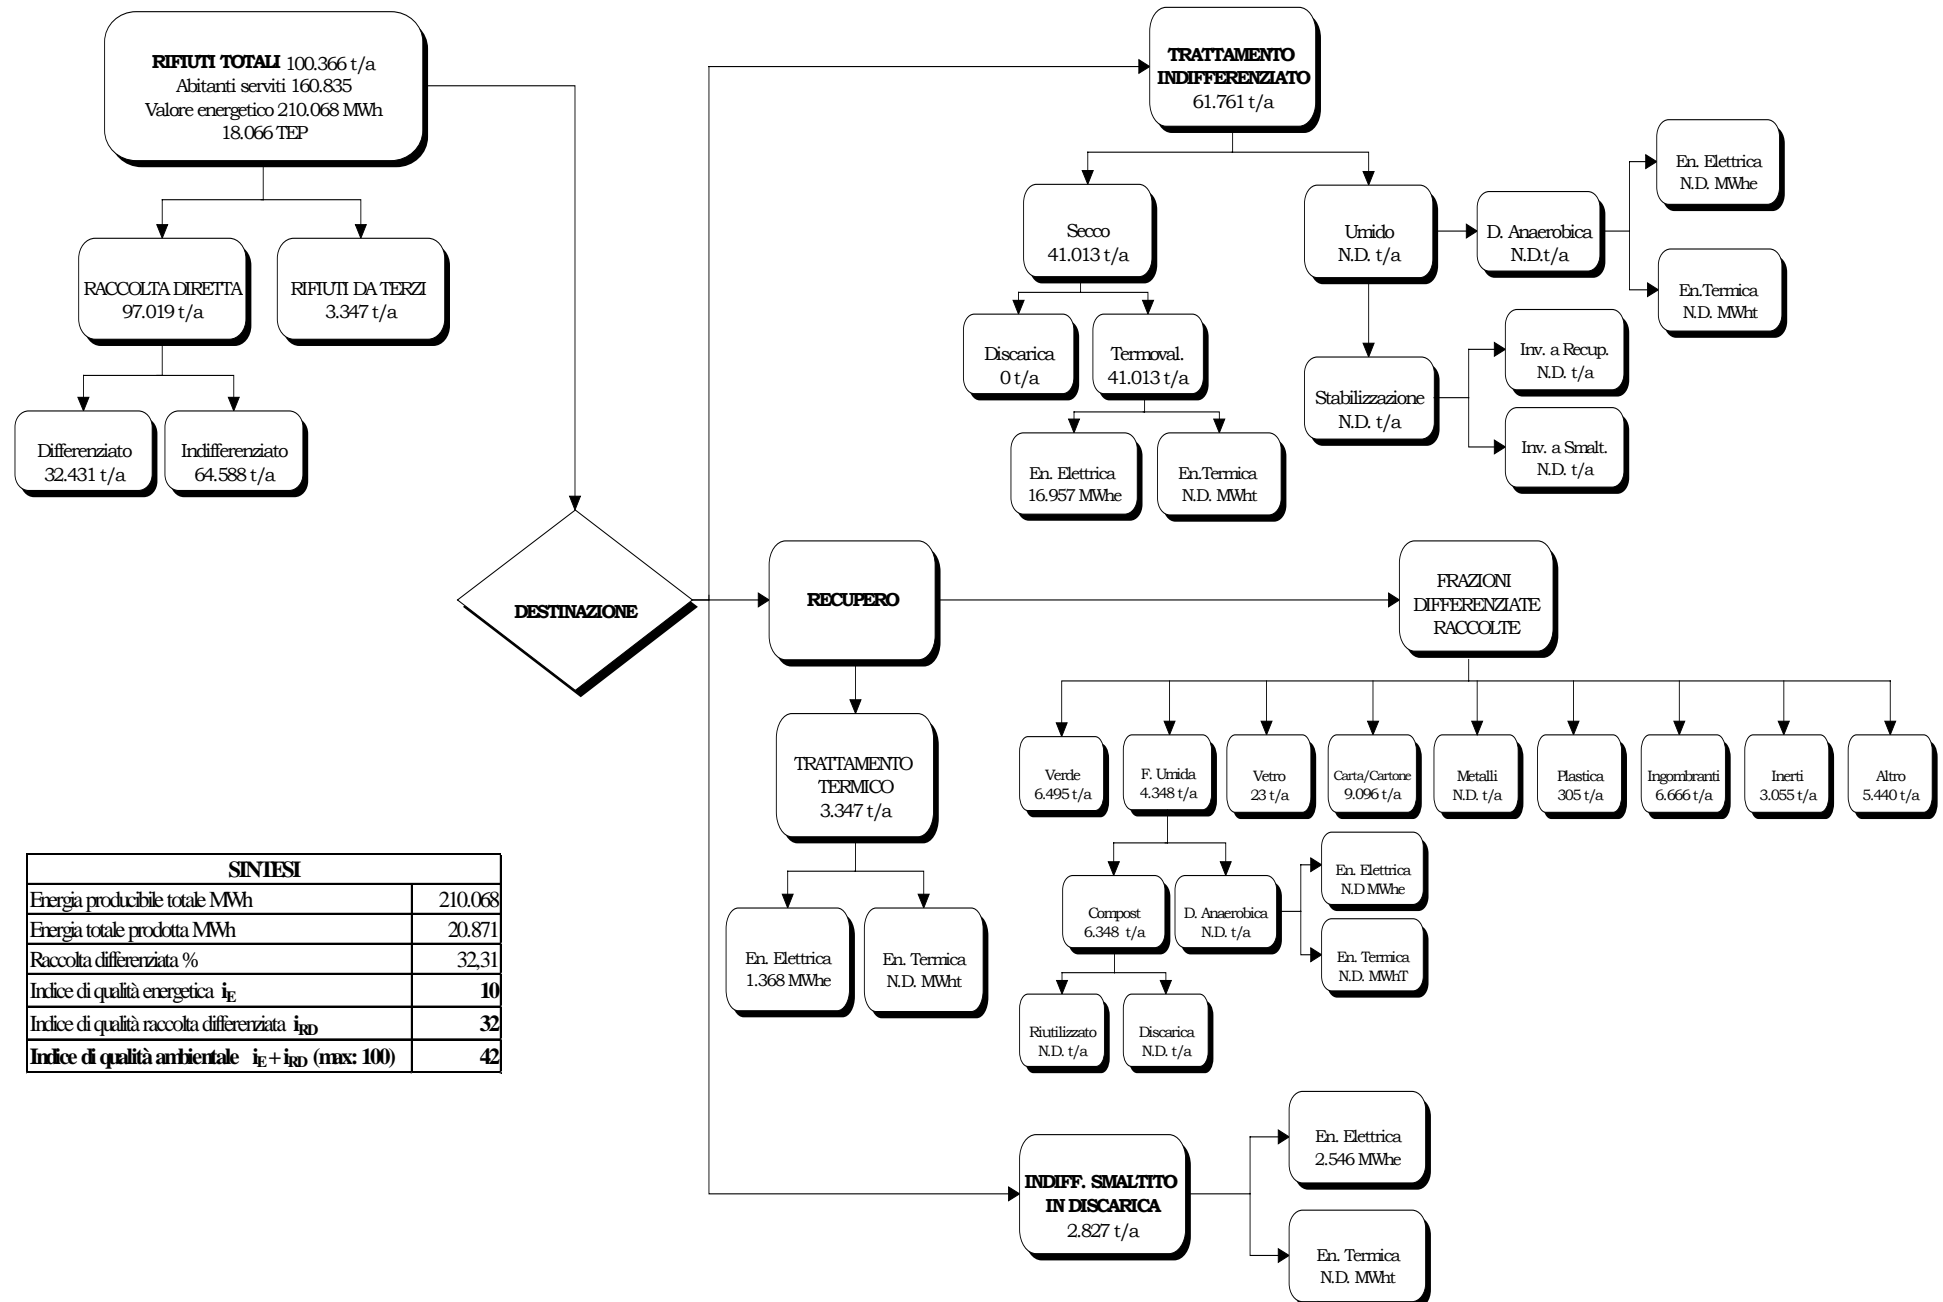 RIFIUTI TOTALI 100.366 t/a
Abitanti serviti 160.835
Valore energetico 210.068 MWh
18.066 TEP
RACCOLTA DIRETTA
97.019 t/a
RIFIUTI DA TERZI
3.347 t/a
Differenziato
32.431 t/a
Indifferenziato
64.588 t/a
DESTINAZIONE
TRATTAMENTO
INDIFFERENZIATO
61.761 t/a
Secco
41.013 t/a
Umido
N.D. t/a
D. Anaerobica
N.D.t/a
En. Elettrica
N.D. MWhe
En.Termica
N.D. MWht
Discarica
0 t/a
Termoval.
41.013 t/a
Stabilizzazione
N.D. t/a
Inv. a Recup.
N.D. t/a
Inv. a Smalt.
N.D. t/a
En. Elettrica
16.957 MWhe
En.Termica
N.D. MWht
RECUPERO
FRAZIONI
DIFFERENZIATE
RACCOLTE
TRATTAMENTO
TERMICO
3.347 t/a
En. Elettrica
1.368 MWhe
En. Termica
N.D. MWht
Verde
6.495 t/a
F. Umida
4.348 t/a
Vetro
23 t/a
Carta/Cartone
9.096 t/a
Metalli
N.D. t/a
Plastica
305 t/a
Ingombranti
6.666 t/a
Inerti
3.055 t/a
Altro
5.440 t/a
Compost
6.348 t/a
D. Anaerobica
N.D. t/a
En. Elettrica
N.D MWhe
En. Termica
N.D. MWhT
Riutilizzato
N.D. t/a
Discarica
N.D. t/a
SINTESI
Energia producibile totale MWh 210.068
Energia totale prodotta MWh 20.871
Raccolta differenziata % 32,31
Indice di qualità energetica iE 10
Indice di qualità raccolta differenziata iRD 32
Indice di qualità ambientale iE + iRD (max: 100) 42
INDIFF. SMALTITO
IN DISCARICA
2.827 t/a
En. Elettrica
2.546 MWhe
En. Termica
N.D. MWht